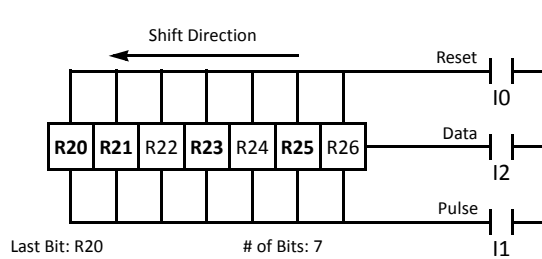 Shift Direction
Reset
I0
R20 R21 R22 R23 R24 R25 R26
Data
I2
Pulse
I1
Last Bit: R20
# of Bits: 7